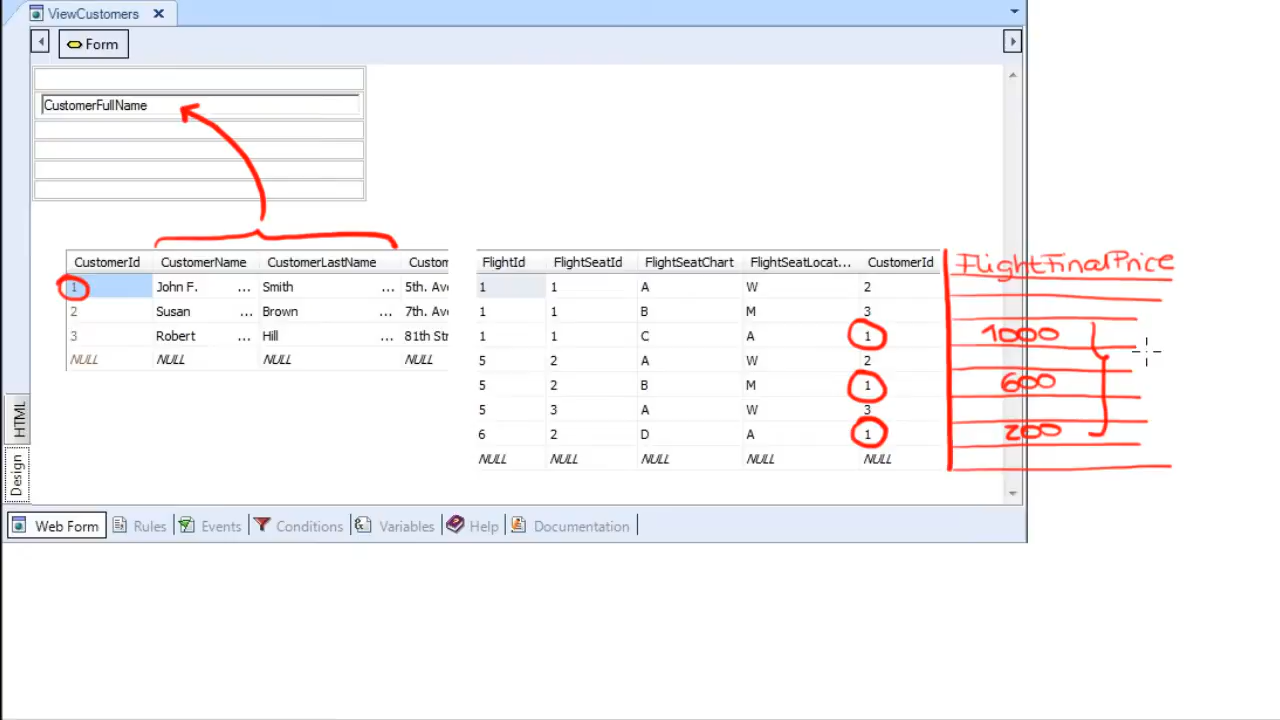 ViewCustomers
Form
CustomerFullName
CustomerId CustomerName CustomerLastName Custom
1 John F. ... Smith ... 5th. Ave
2 Susan ... Brown ... 7th. Ave
3 Robert ... Hill ... 81th Str
NULL NULL NULL NULL
FlightId FlightSeatId FlightSeatChart FlightSeatLocat... CustomerId FlightFinalPrice
1 1 A W 2
1 1 B M 3
1 1 C A 1 1000
5 2 A W 2
5 2 B M 1 600
5 3 A W 3
6 2 D A 1 200
NULL NULL NULL NULL NULL
HTML
Design
Web Form Rules Events Conditions Variables Help Documentation